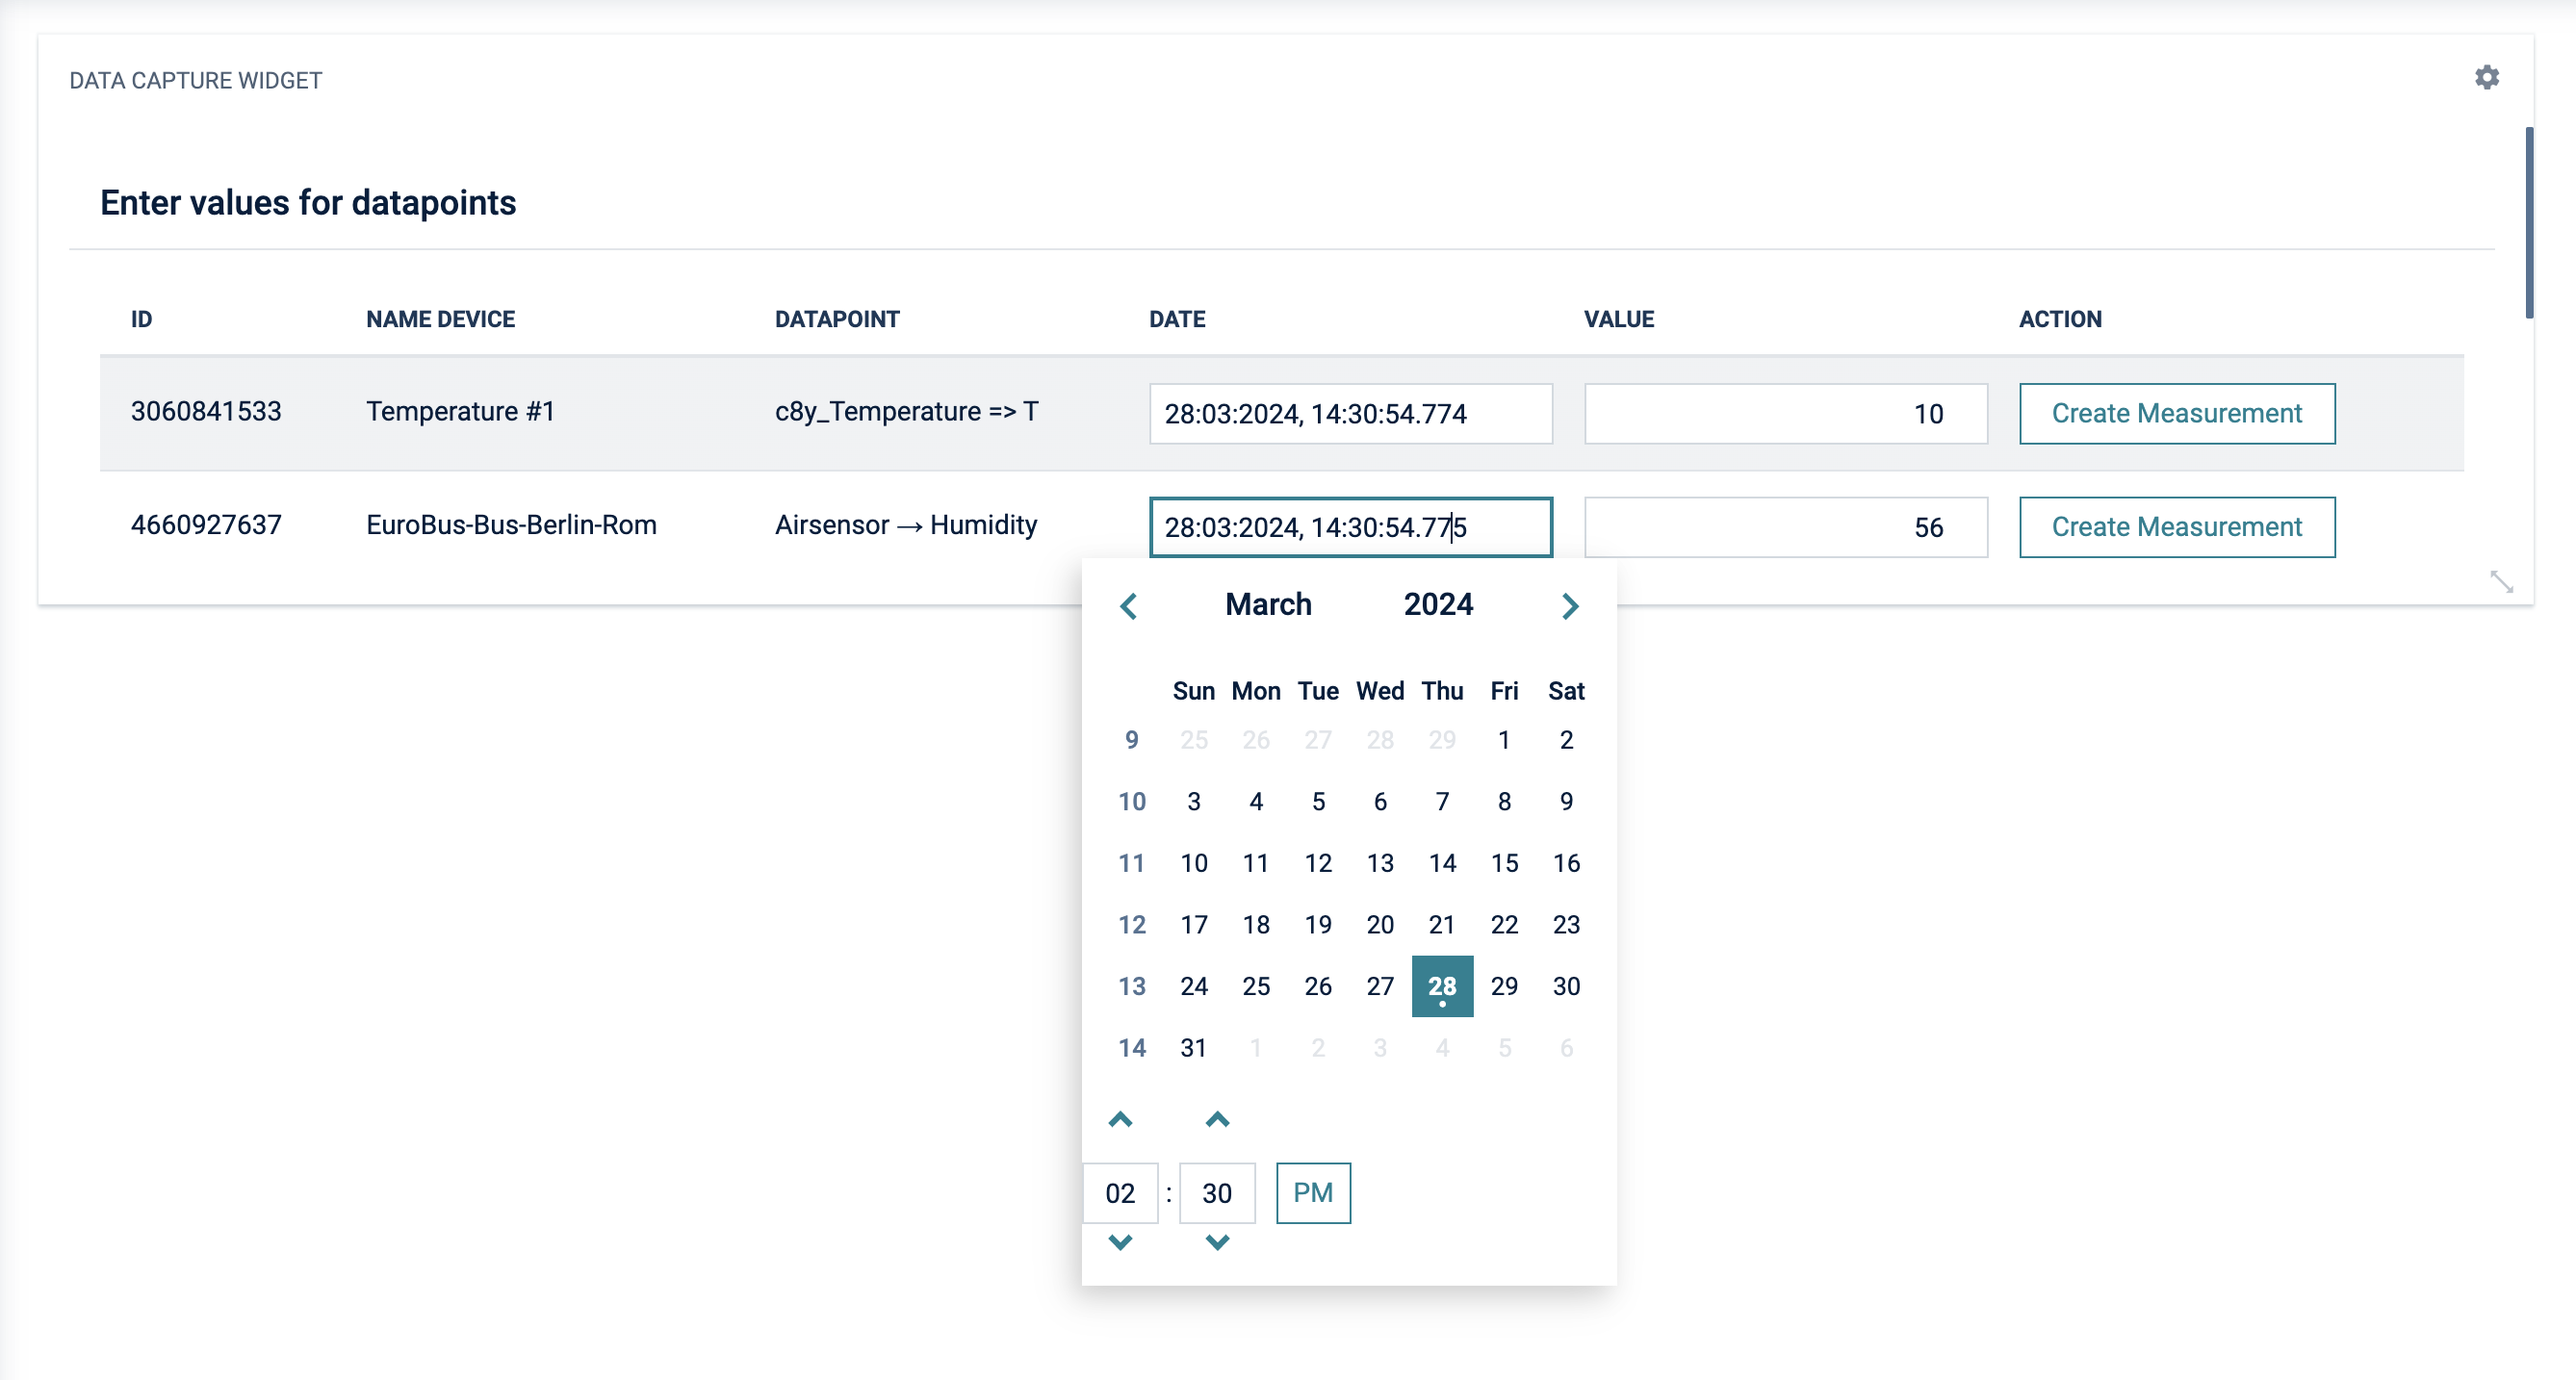 DATA CAPTURE WIDGET
Enter values for datapoints
ID NAME DEVICE DATAPOINT DATE VALUE ACTION
3060841533 Temperature #1 c8y_Temperature => T 28:03:2024, 14:30:54.774 10 Create Measurement
4660927637 EuroBus-Bus-Berlin-Rom Airsensor → Humidity 28:03:2024, 14:30:54.775 56 Create Measurement
March 2024
Sun Mon Tue Wed Thu Fri Sat
9 25 26 27 28 29 1 2
10 3 4 5 6 7 8 9
11 10 11 12 13 14 15 16
12 17 18 19 20 21 22 23
13 24 25 26 27 28 29 30
14 31 1 2 3 4 5 6
02 : 30 PM